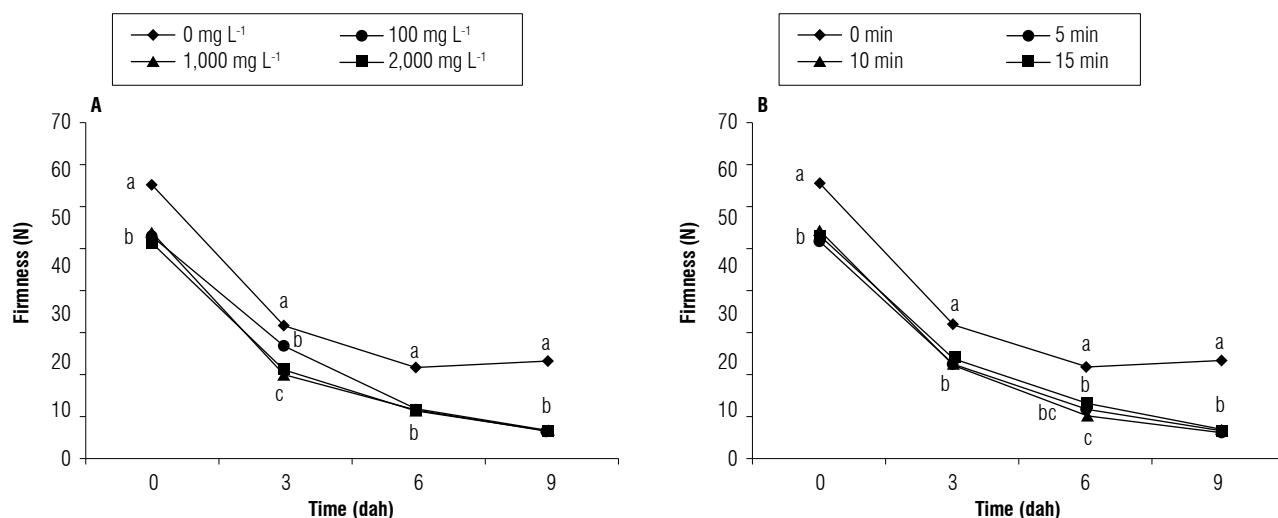 0 mg L⁻¹ 100 mg L⁻¹
1,000 mg L⁻¹ 2,000 mg L⁻¹
A
70
60
50
40
30
20
10
0
Firmness (N)
a
b
a
b
c
a
b
a
b
0 3 6 9
Time (dah)
0 min 5 min
10 min 15 min
B
70
60
50
40
30
20
10
0
Firmness (N)
a
b
a
b
a
b
bc
c
a
b
0 3 6 9
Time (dah)